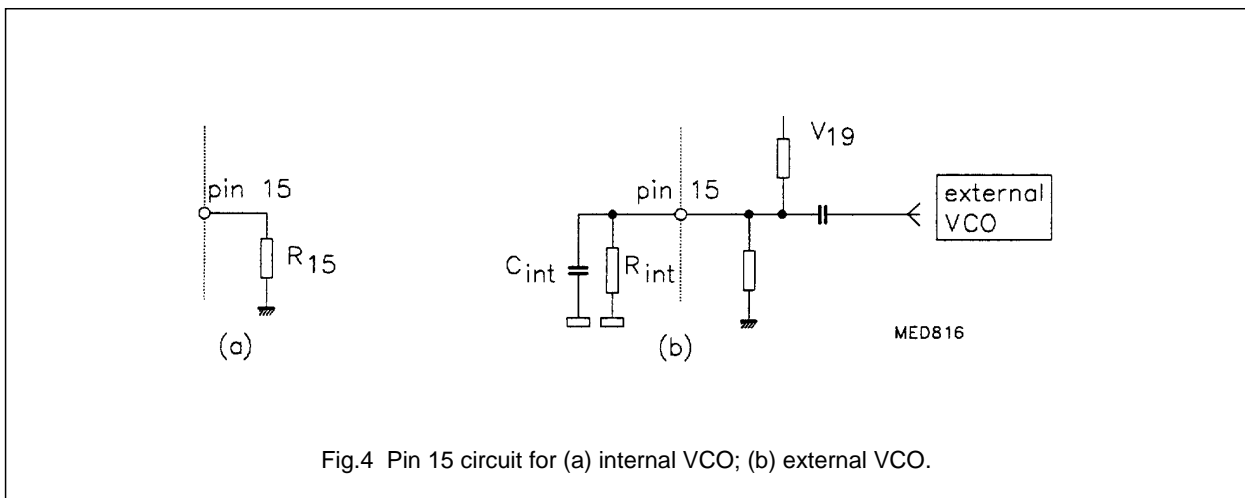 V19
pin 15
pin 15
external
VCO
R15
Cint
Rint
(a)
(b)
MED816
Fig.4 Pin 15 circuit for (a) internal VCO; (b) external VCO.